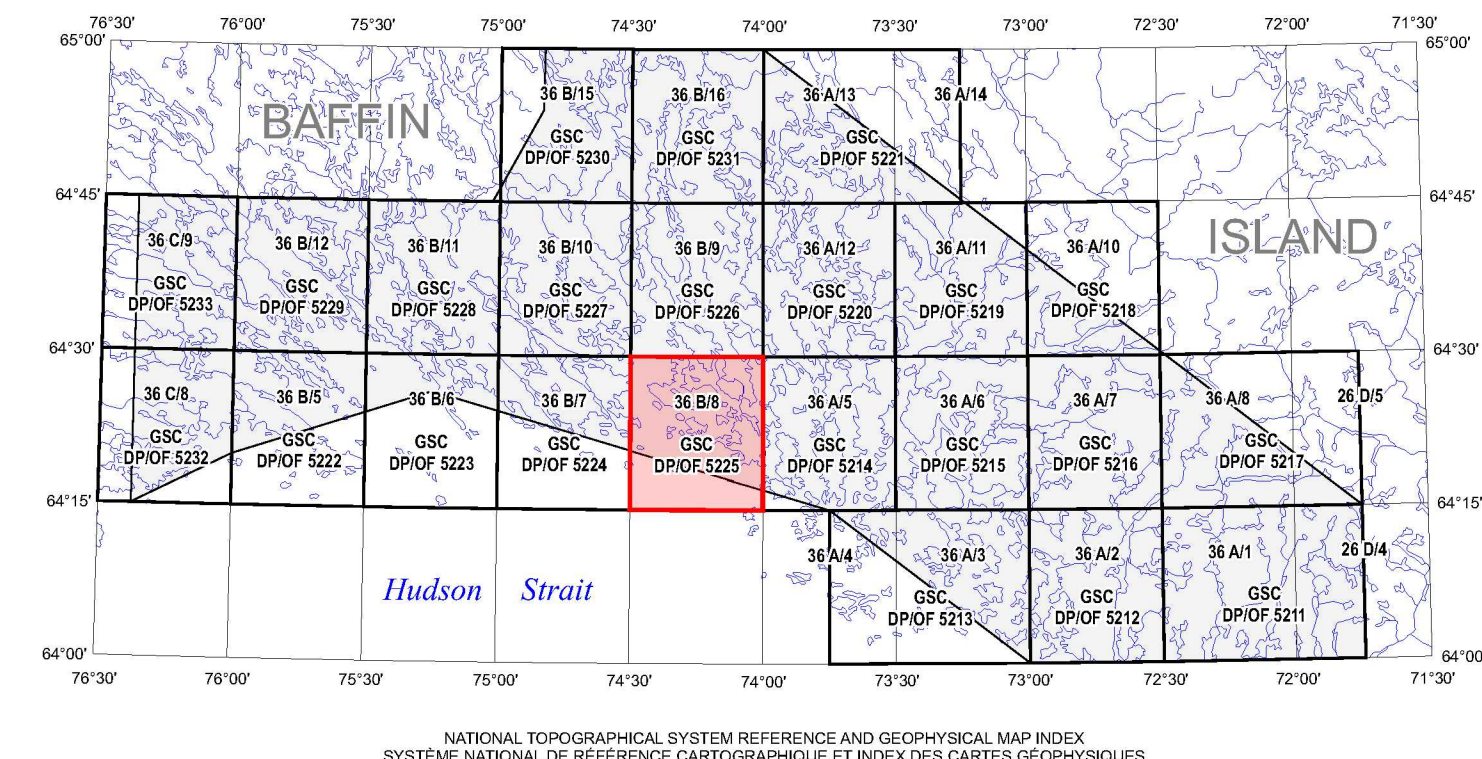 76°30' 76°00' 75°30' 75°00' 74°30' 74°00' 73°30' 73°00' 72°30' 72°00' 71°30'
65°00' 65°00'
36 B/15 36 B/16 36 A/13 36 A/14
BAFFIN
GSC GSC GSC
DP/OF 5230 DP/OF 5231 DP/OF 5221
64°45' 64°45'
ISLAND
36 C/9 36 B/12 36 B/11 36 B/10 36 B/9 36 A/12 36 A/11 36 A/10
GSC GSC GSC GSC GSC GSC GSC GSC
DP/OF 5233 DP/OF 5229 DP/OF 5228 DP/OF 5227 DP/OF 5226 DP/OF 5220 DP/OF 5219 DP/OF 5218
64°30' 64°30'
36 C/8 36 B/5 36 B/6 36 B/7 36 B/8 36 A/5 36 A/6 36 A/7 36 A/8 26 D/5
GSC GSC GSC GSC GSC GSC GSC GSC GSC
DP/OF 5232 DP/OF 5222 DP/OF 5223 DP/OF 5224 DP/OF 5225 DP/OF 5214 DP/OF 5215 DP/OF 5216 DP/OF 5217
64°15' 64°15'
36 A/4 36 A/3 36 A/2 36 A/1 26 D/4
Hudson Strait
GSC GSC GSC
DP/OF 5213 DP/OF 5212 DP/OF 5211
64°00' 64°00'
76°30' 76°00' 75°30' 75°00' 74°30' 74°00' 73°30' 73°00' 72°30' 72°00' 71°30'
NATIONAL TOPOGRAPHICAL SYSTEM REFERENCE AND GEOPHYSICAL MAP INDEX
SYSTÈME NATIONAL DE RÉFÉRENCE CARTOGRAPHIQUE ET INDEX DES CARTES GÉOPHYSIQUES